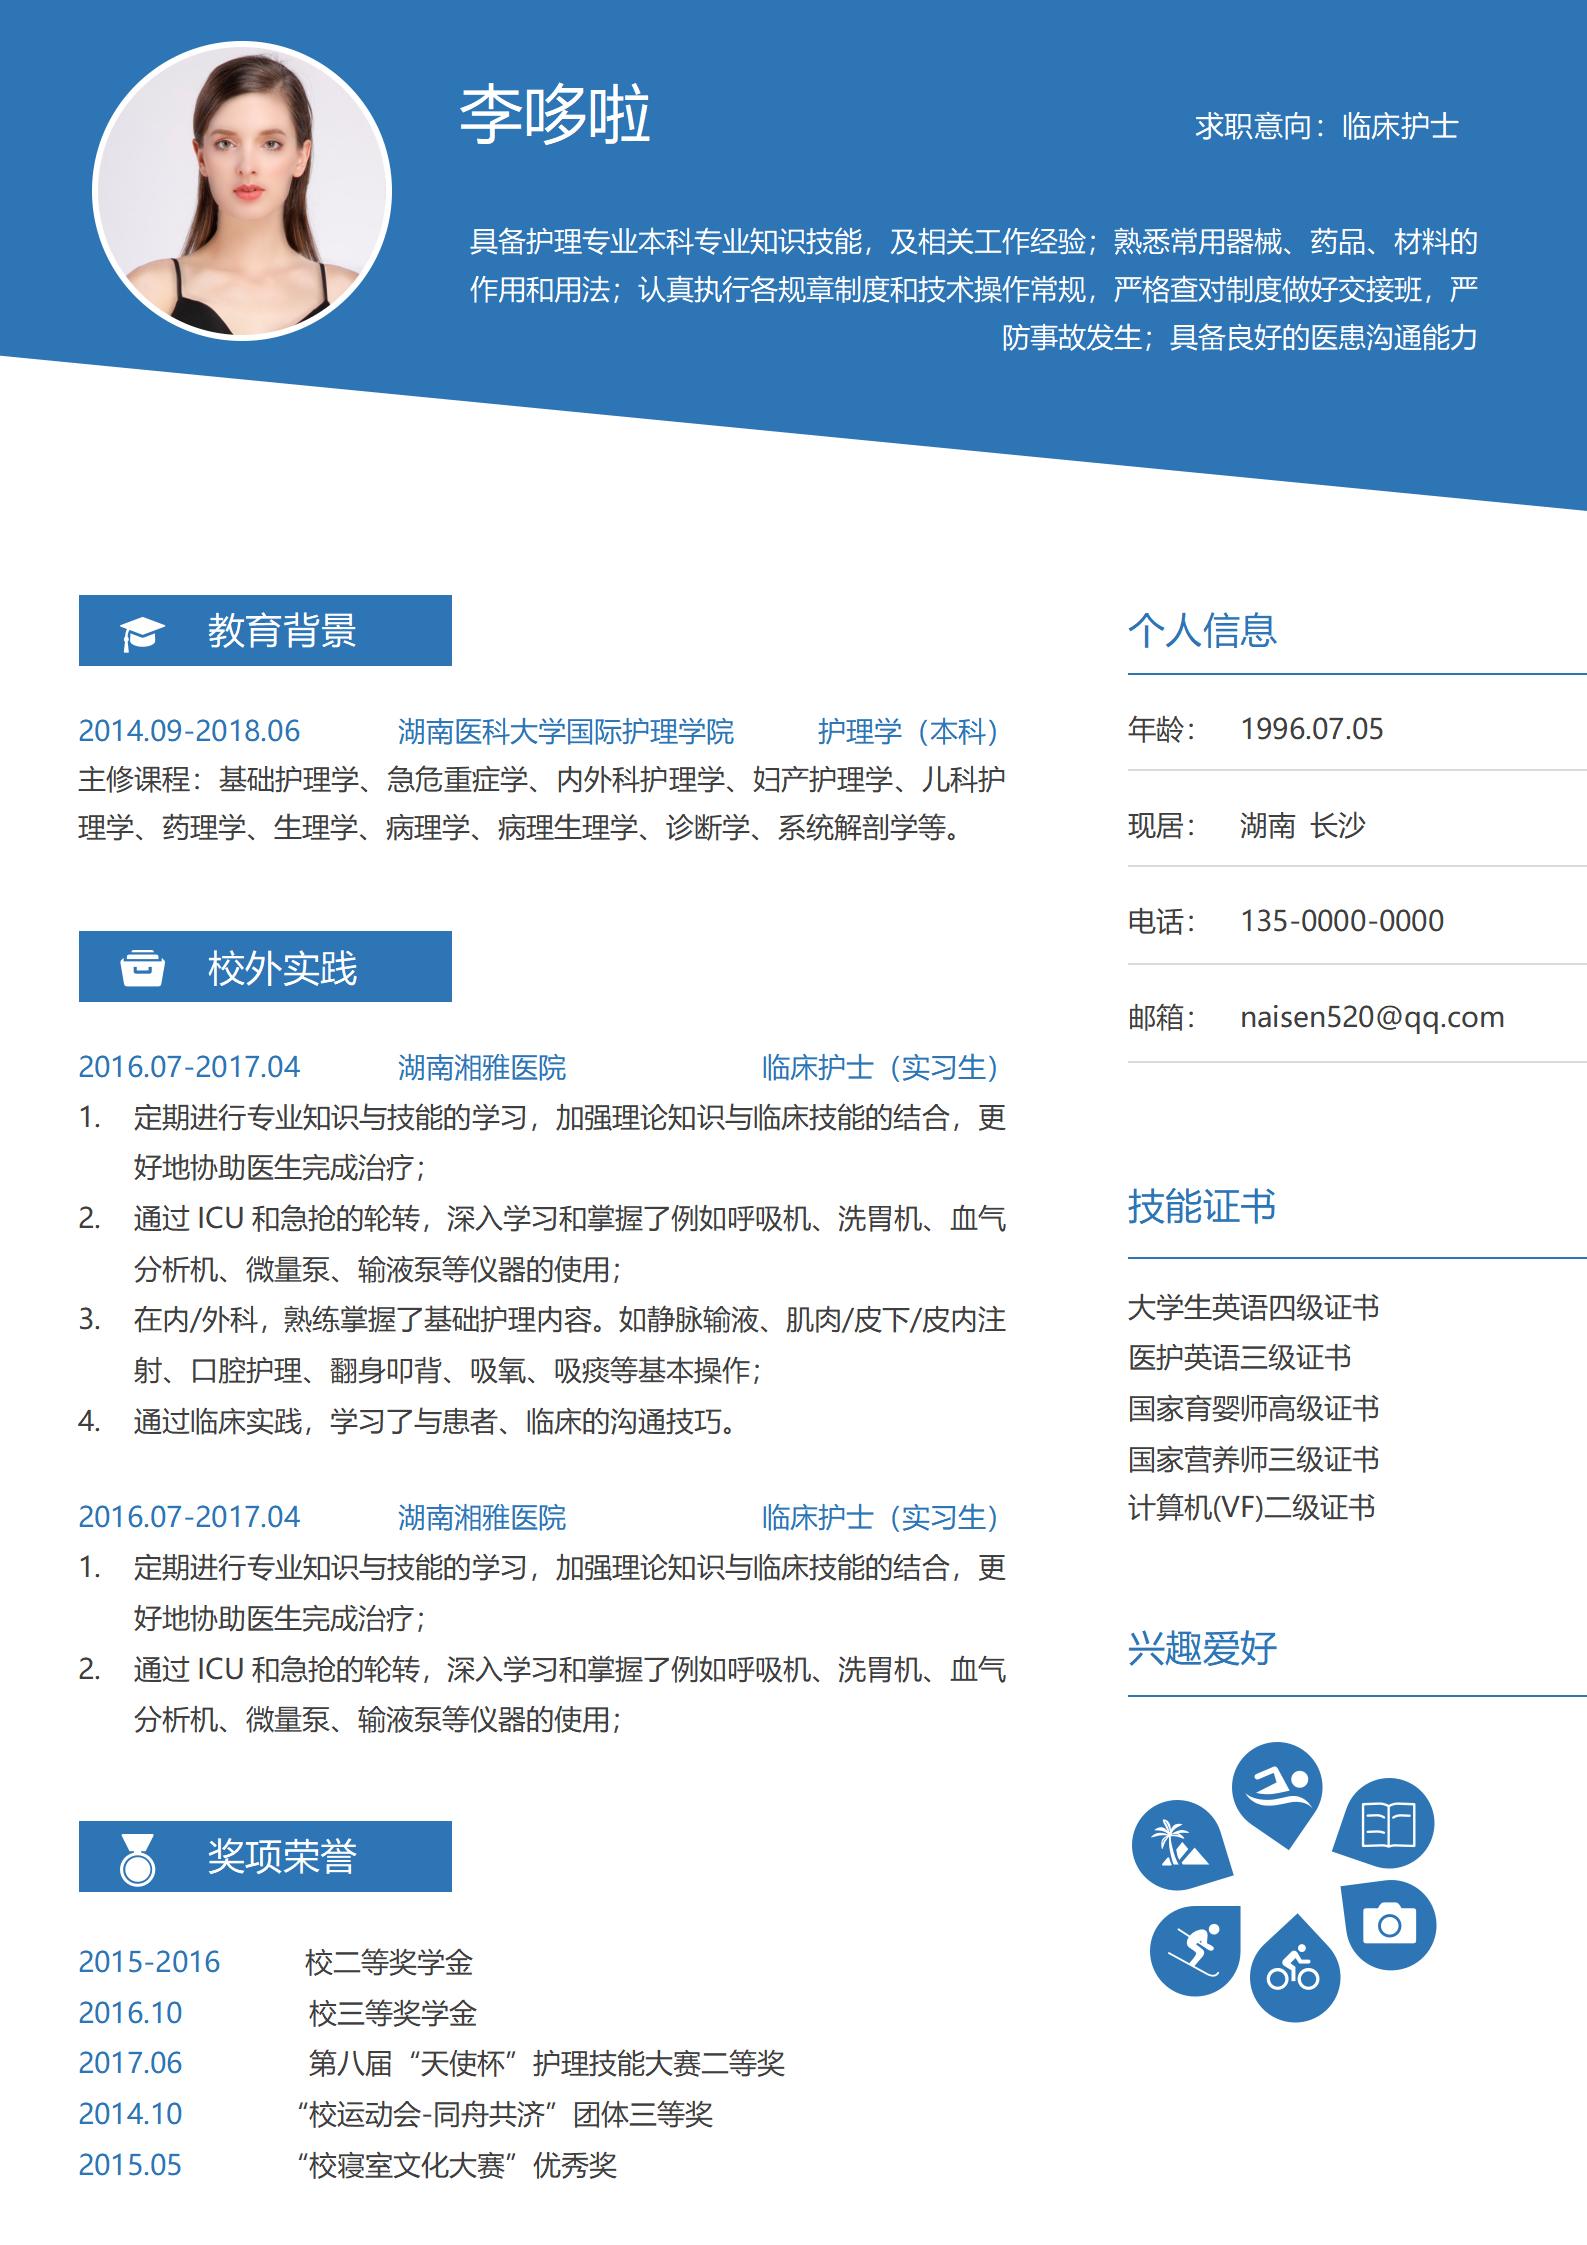 李哆啦
求职意向：临床护士
具备护理专业本科专业知识技能，及相关工作经验；熟悉常用器械、药品、材料的
作用和用法；认真执行各规章制度和技术操作常规，严格查对制度做好交接班，严
防事故发生；具备良好的医患沟通能力
教育背景
2014.09-2018.06 湖南医科大学国际护理学院 护理学（本科）
主修课程：基础护理学、急危重症学、内外科护理学、妇产护理学、儿科护
理学、药理学、生理学、病理学、病理生理学、诊断学、系统解剖学等。
校外实践
2016.07-2017.04 湖南湘雅医院 临床护士（实习生）
1. 定期进行专业知识与技能的学习，加强理论知识与临床技能的结合，更
好地协助医生完成治疗；
2. 通过 ICU 和急抢的轮转，深入学习和掌握了例如呼吸机、洗胃机、血气
分析机、微量泵、输液泵等仪器的使用；
3. 在内/外科，熟练掌握了基础护理内容。如静脉输液、肌肉/皮下/皮内注
射、口腔护理、翻身叩背、吸氧、吸痰等基本操作；
4. 通过临床实践，学习了与患者、临床的沟通技巧。
2016.07-2017.04 湖南湘雅医院 临床护士（实习生）
1. 定期进行专业知识与技能的学习，加强理论知识与临床技能的结合，更
好地协助医生完成治疗；
2. 通过 ICU 和急抢的轮转，深入学习和掌握了例如呼吸机、洗胃机、血气
分析机、微量泵、输液泵等仪器的使用；
奖项荣誉
2015-2016 校二等奖学金
2016.10 校三等奖学金
2017.06 第八届“天使杯”护理技能大赛二等奖
2014.10 “校运动会-同舟共济”团体三等奖
2015.05 “校寝室文化大赛”优秀奖
个人信息
年龄： 1996.07.05
现居： 湖南 长沙
电话： 135-0000-0000
邮箱： naisen520@qq.com
技能证书
大学生英语四级证书
医护英语三级证书
国家育婴师高级证书
国家营养师三级证书
计算机(VF)二级证书
兴趣爱好